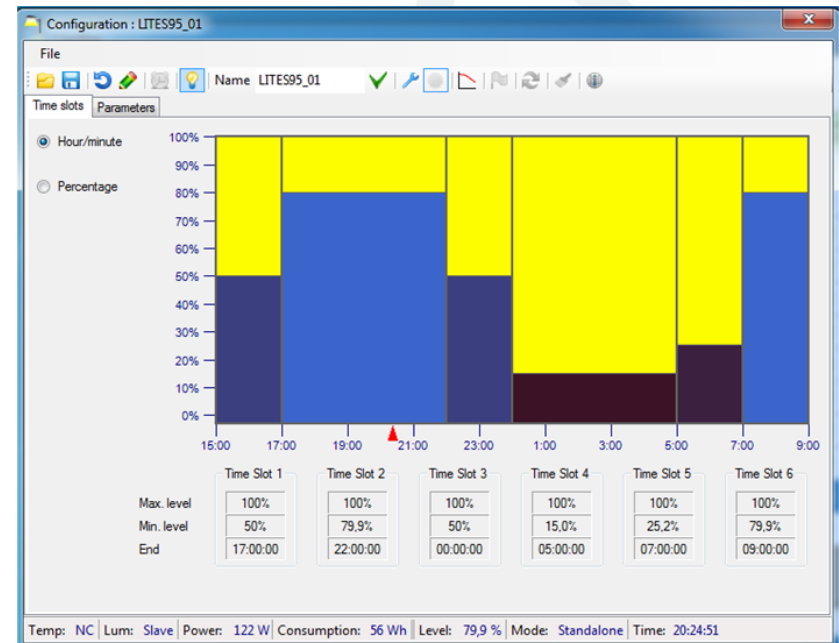 Configuration : LITES95_01
File
Name LITES95_01
Time slots Parameters
Hour/minute
Percentage
100%
90%
80%
70%
60%
50%
40%
30%
20%
10%
0%
15:00 17:00 19:00 21:00 23:00 1:00 3:00 5:00 7:00 9:00
Time Slot 1 Time Slot 2 Time Slot 3 Time Slot 4 Time Slot 5 Time Slot 6
Max. level 100% 100% 100% 100% 100% 100%
Min. level 50% 79,9% 50% 15,0% 25,2% 79,9%
End 17:00:00 22:00:00 00:00:00 05:00:00 07:00:00 09:00:00
Temp: NC Lum: Slave Power: 122 W Consumption: 56 Wh Level: 79,9 % Mode: Standalone Time: 20:24:51